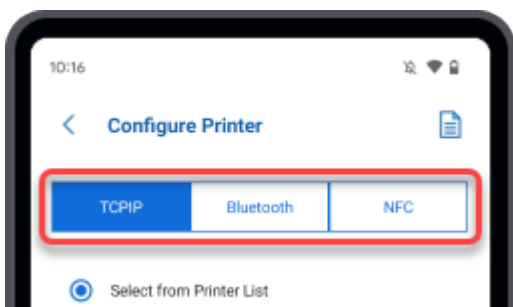 10:16
Configure Printer
TCPIP Bluetooth NFC
Select from Printer List